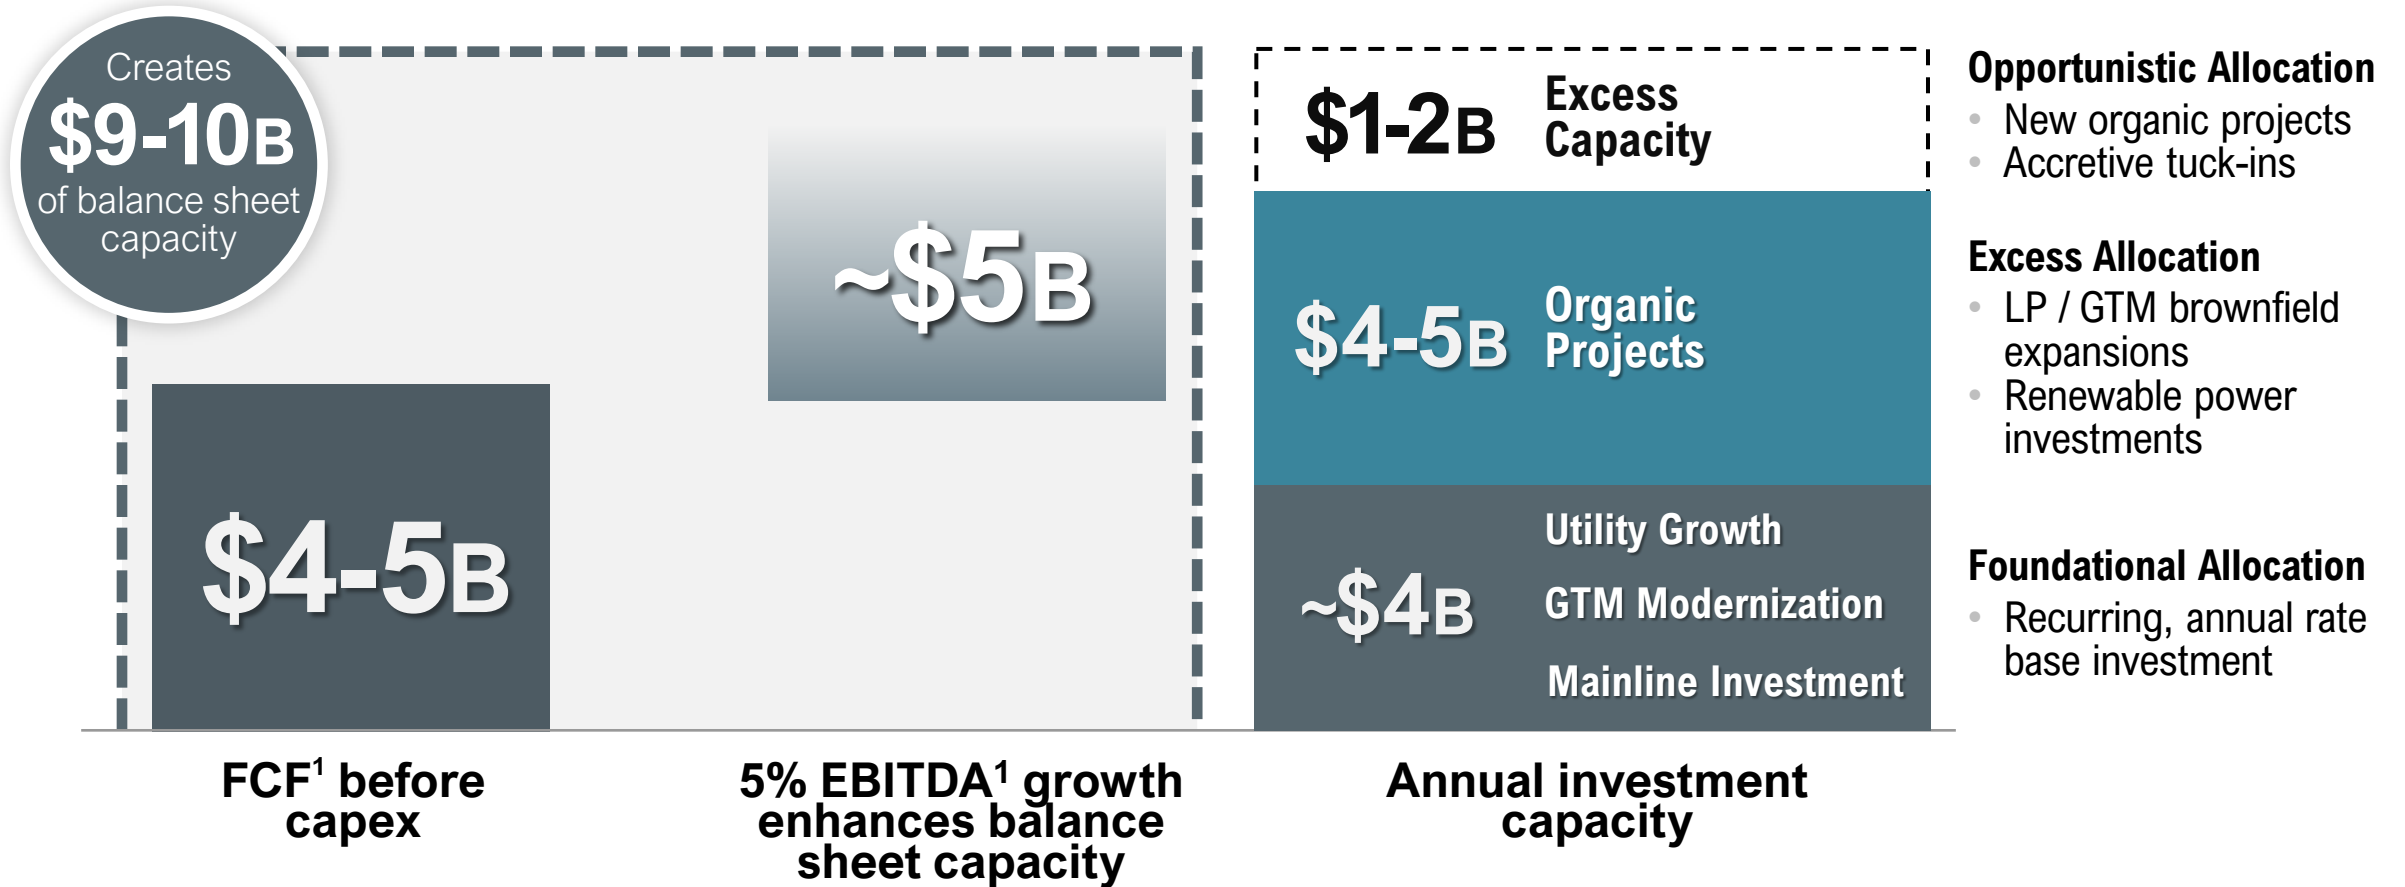 Creates
$9-10B
of balance sheet
capacity
$4-5B
~$5B
$1-2B
Excess
Capacity
$4-5B
Organic
Projects
~$4B
Utility Growth
GTM Modernization
Mainline Investment
Opportunistic Allocation
• New organic projects
• Accretive tuck-ins
Excess Allocation
• LP / GTM brownfield
expansions
• Renewable power
investments
Foundational Allocation
• Recurring, annual rate
base investment
FCF¹ before
capex
5% EBITDA¹ growth
enhances balance
sheet capacity
Annual investment
capacity